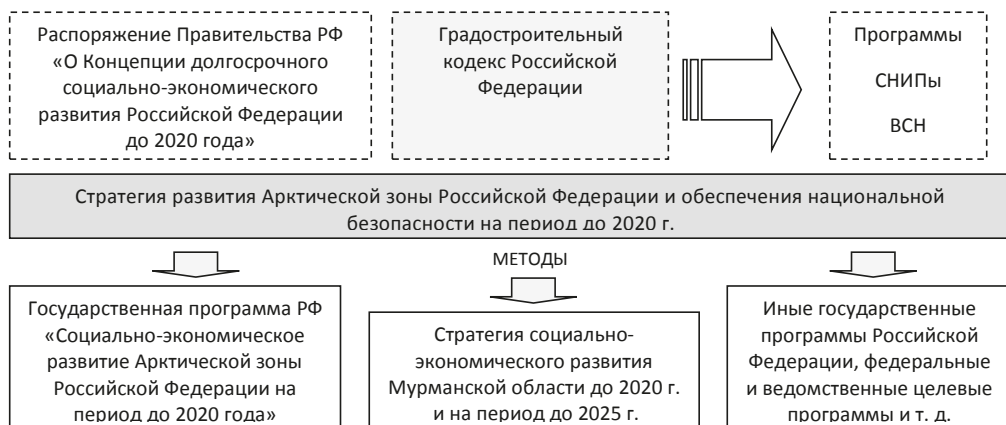 Распоряжение Правительства РФ
«О Концепции долгосрочного
социально-экономического
развития Российской Федерации
до 2020 года»
Градостроительный
кодекс Российской
Федерации
Программы
СНИПы
ВСН
Стратегия развития Арктической зоны Российской Федерации и обеспечения национальной
безопасности на период до 2020 г.
МЕТОДЫ
Государственная программа РФ
«Социально-экономическое
развитие Арктической зоны
Российской Федерации на
период до 2020 года»
Стратегия социально-
экономического развития
Мурманской области до 2020 г.
и на период до 2025 г.
Иные государственные
программы Российской
Федерации, федеральные
и ведомственные целевые
программы и т. д.